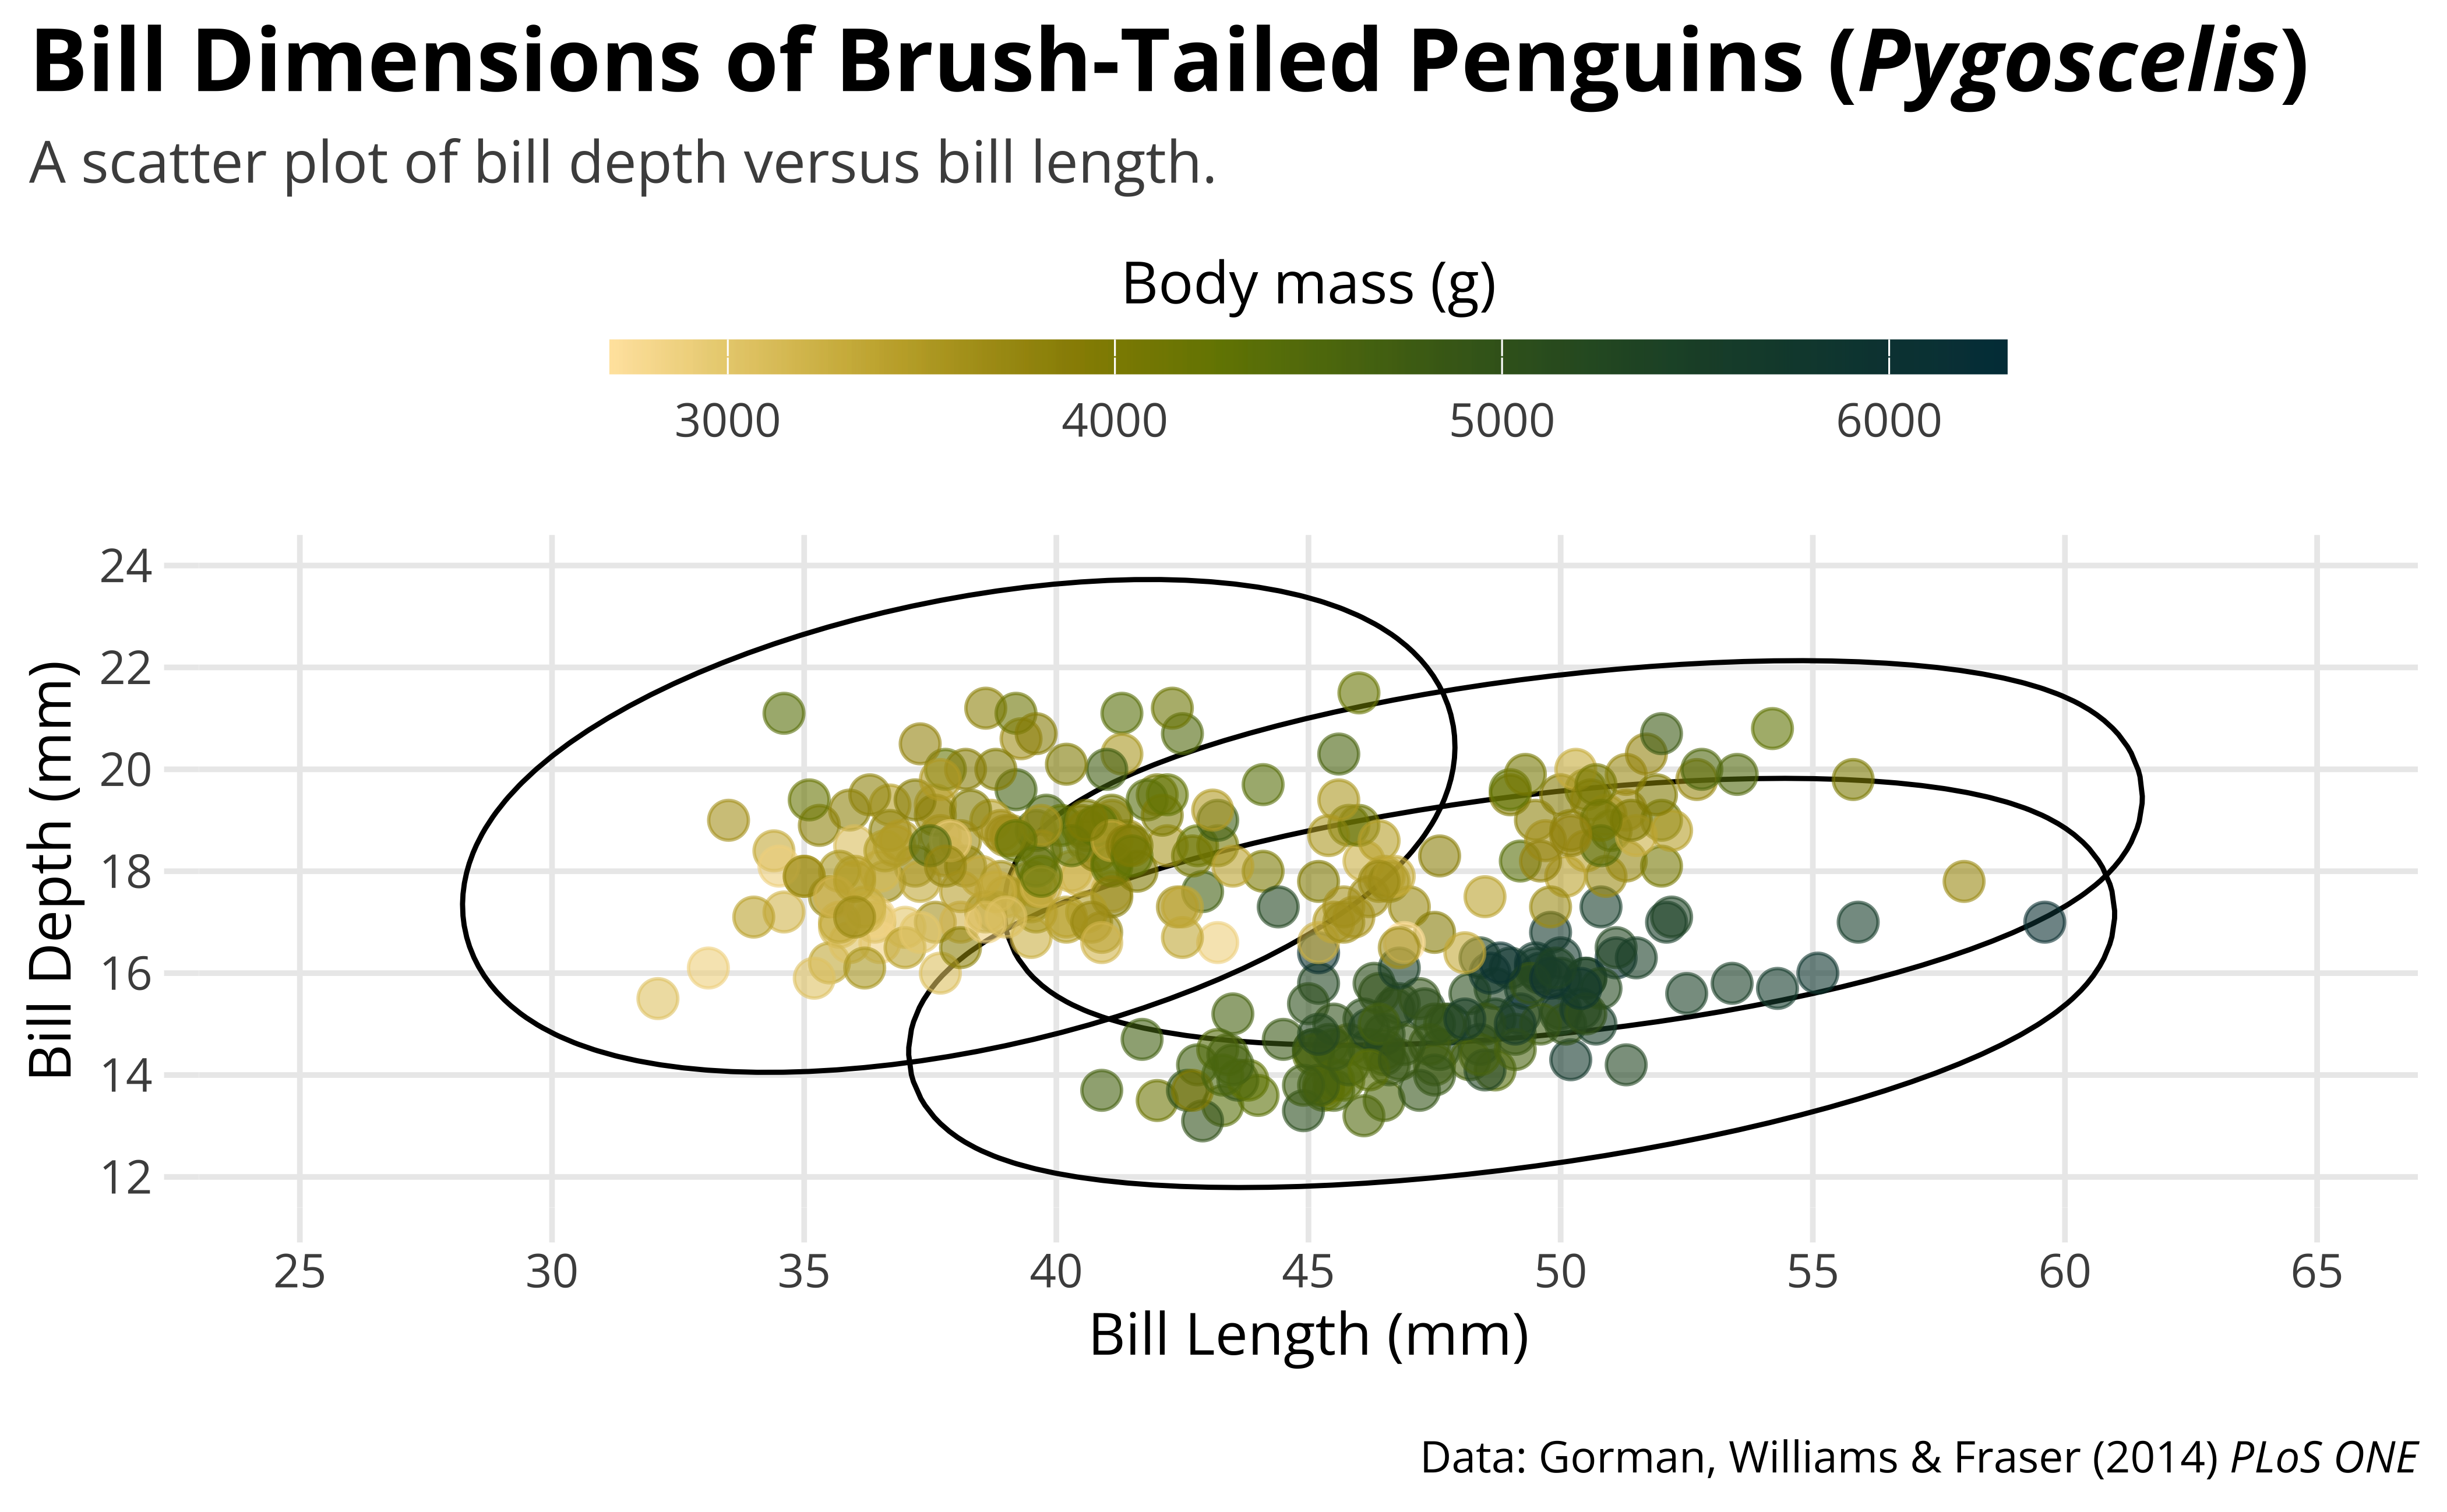 Bill Dimensions of Brush-Tailed Penguins (Pygoscelis)
A scatter plot of bill depth versus bill length.
Body mass (g)
3000 4000 5000 6000
24
22
20
18
16
14
12
Bill Depth (mm)
25 30 35 40 45 50 55 60 65
Bill Length (mm)
Data: Gorman, Williams & Fraser (2014) PLoS ONE